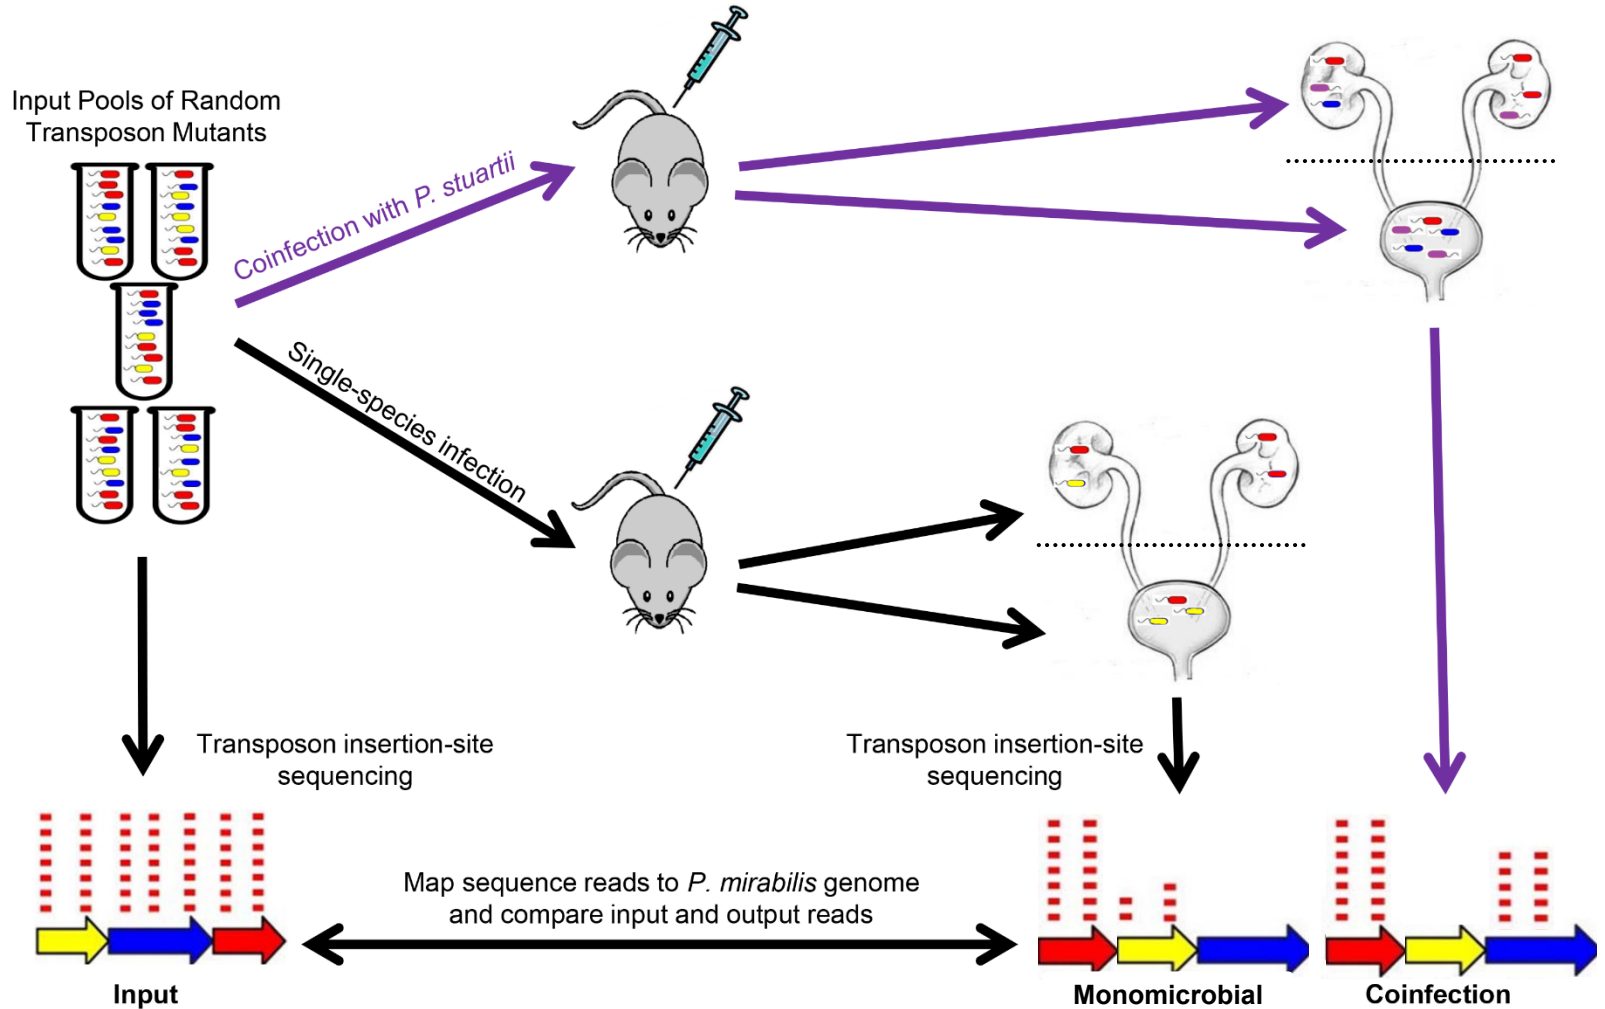 Input Pools of Random
Transposon Mutants
Coinfection with P. stuartii
Single-species infection
Transposon insertion-site
sequencing
Transposon insertion-site
sequencing
Map sequence reads to P. mirabilis genome
and compare input and output reads
Input
Monomicrobial
Coinfection